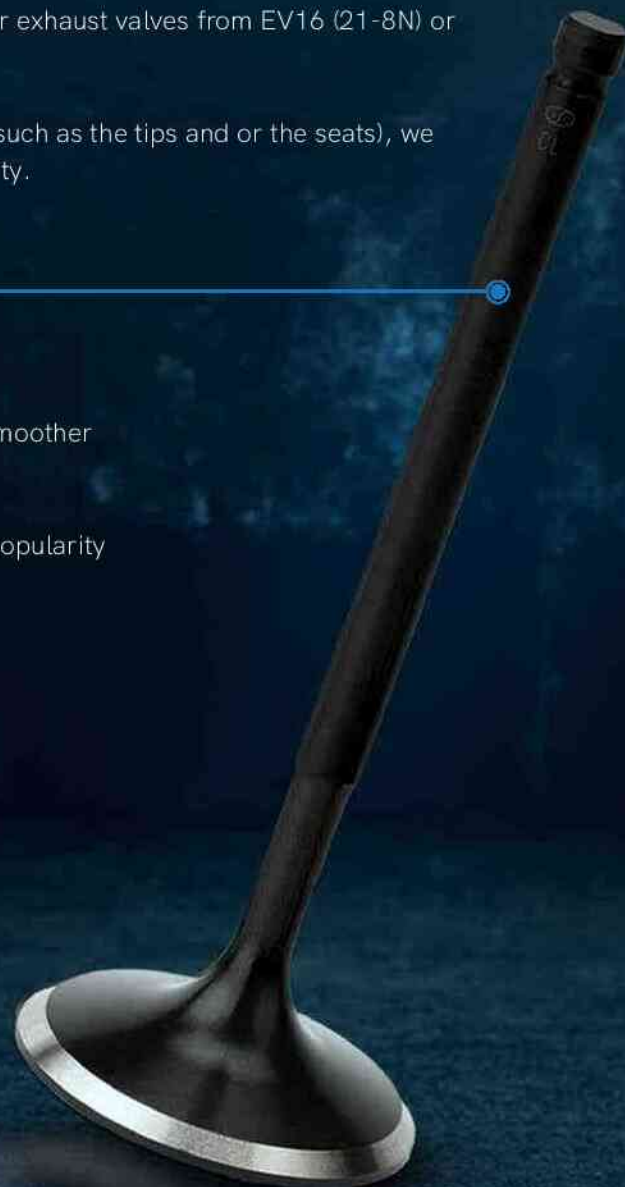 r exhaust valves from EV16 (21-8N) or
such as the tips and or the seats), we
ty.
moother
opularity